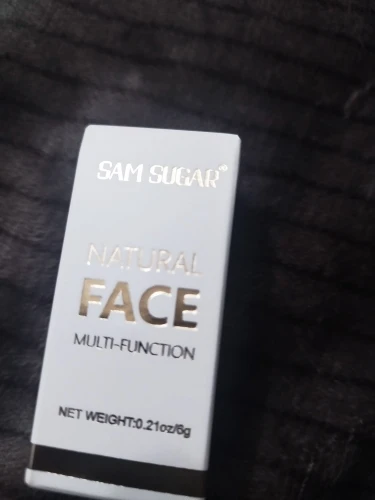 SAM SUGAR®
NATURAL
FACE
MULTI-FUNCTION
NET WEIGHT:0.21oz/6g